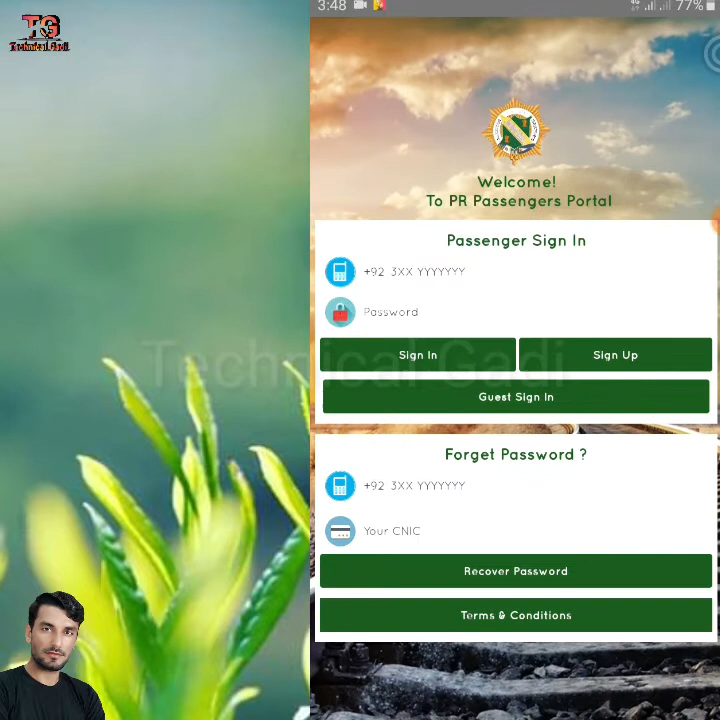 TG
Technical Gadi
3:48
77%
Welcome!
To PR Passengers Portal
Passenger Sign In
+92 3XX YYYYYYY
Password
Technical Gadi
Sign In
Sign Up
Guest Sign In
Forget Password ?
+92 3XX YYYYYYY
Your CNIC
Recover Password
Terms & Conditions